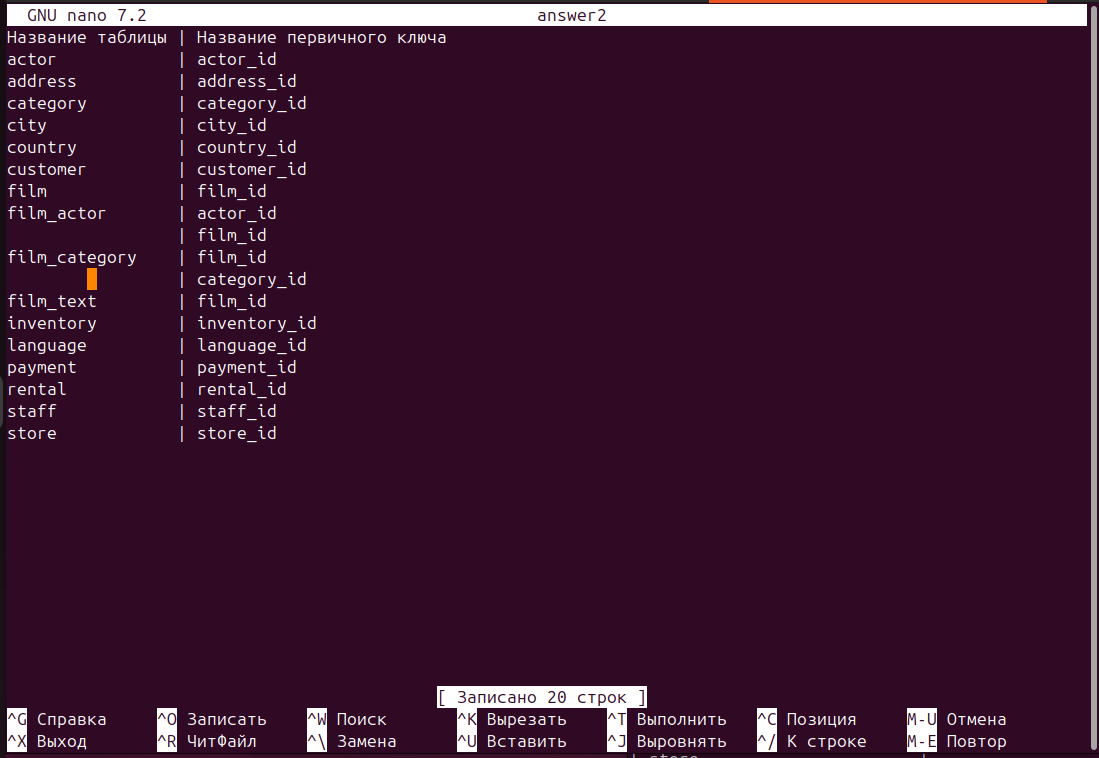 GNU nano 7.2 answer2
Название таблицы | Название первичного ключа
actor | actor_id
address | address_id
category | category_id
city | city_id
country | country_id
customer | customer_id
film | film_id
film_actor | actor_id
| film_id
film_category | film_id
| category_id
film_text | film_id
inventory | inventory_id
language | language_id
payment | payment_id
rental | rental_id
staff | staff_id
store | store_id
[ Записано 20 строк ]
^G Справка ^O Записать ^W Поиск ^K Вырезать ^T Выполнить ^C Позиция M-U Отмена
^X Выход ^R ЧитФайл ^\ Замена ^U Вставить ^J Выровнять ^/ К строке M-E Повтор